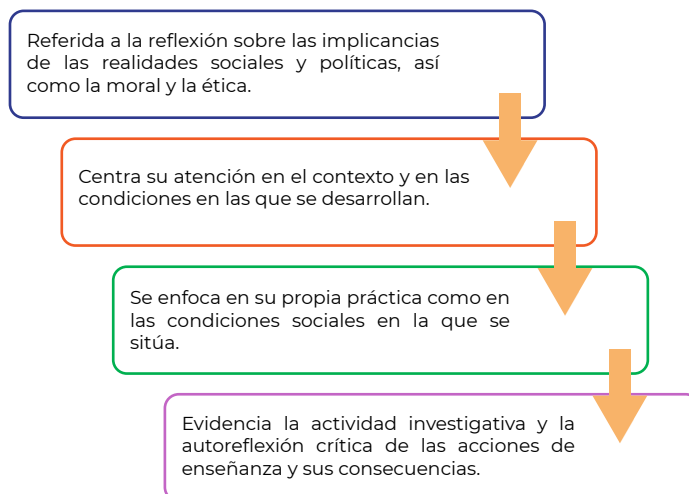 Referida a la reflexión sobre las implicancias
de las realidades sociales y políticas, así
como la moral y la ética.
Centra su atención en el contexto y en las
condiciones en las que se desarrollan.
Se enfoca en su propia práctica como en
las condiciones sociales en la que se
sitúa.
Evidencia la actividad investigativa y la
autoreflexión crítica de las acciones de
enseñanza y sus consecuencias.